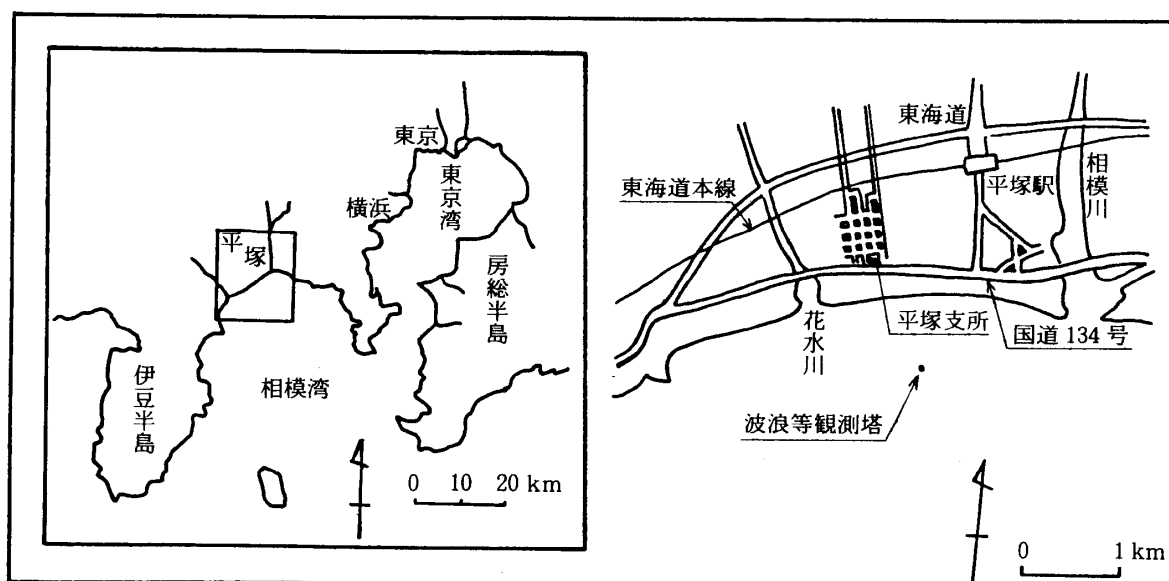 東京
東京湾
横浜
平塚
房総半島
伊豆半島
相模湾
0 10 20 km
東海道
相模川
東海道本線
平塚駅
花水川
平塚支所
国道 134 号
波浪等観測塔
0 1 km